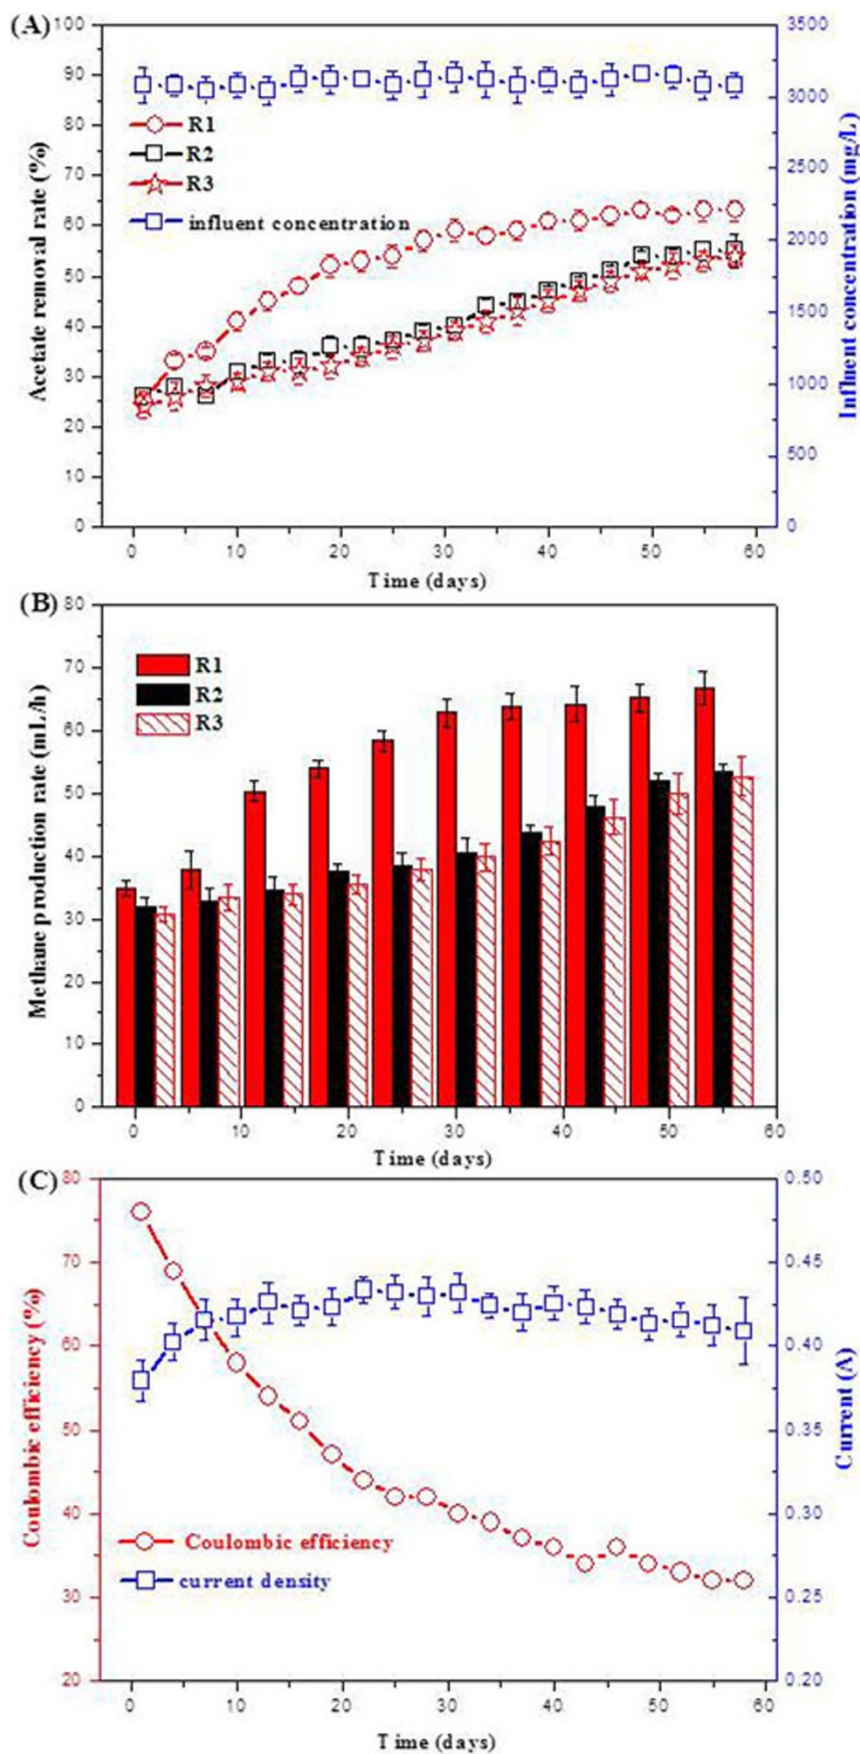 (A)
100
90
80
70
60
50
40
30
20
10
0
Acetate removal rate (%)
R1
R2
R3
influent concentration
3500
3000
2500
2000
1500
1000
500
0
Influent concentration (mg/L)
0 10 20 30 40 50 60
Time (days)
(B)
80
70
60
50
40
30
20
10
0
Methane production rate (mL/h)
R1
R2
R3
0 10 20 30 40 50 60
Time (days)
(C)
80
70
60
50
40
30
20
Coulombic efficiency (%)
Coulombic efficiency
current density
0.50
0.45
0.40
0.35
0.30
0.25
0.20
Current (A)
0 10 20 30 40 50 60
Time (days)